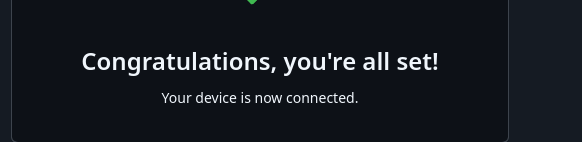 Congratulations, you're all set!
Your device is now connected.